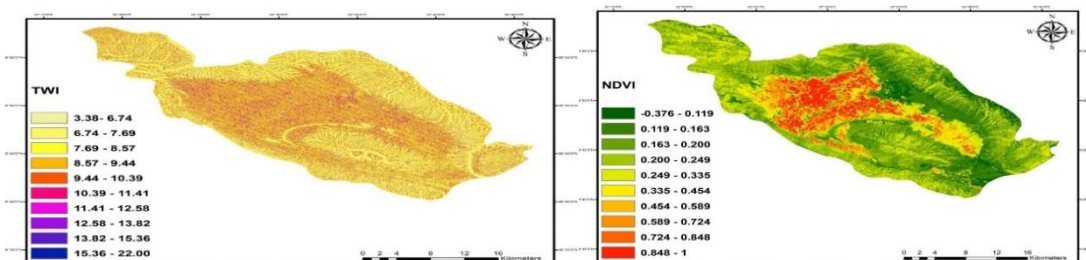 N
W E
S
TWI
3.38- 6.74
6.74 - 7.69
7.69 - 8.57
8.57 - 9.44
9.44 - 10.39
10.39 - 11.41
11.41 - 12.58
12.58 - 13.82
13.82 - 15.36
15.36 - 22.00
0 2 4 8 12 16
Kilometers
N
W E
S
NDVI
-0.376 - 0.119
0.119 - 0.163
0.163 - 0.200
0.200 - 0.249
0.249 - 0.335
0.335 - 0.454
0.454 - 0.589
0.589 - 0.724
0.724 - 0.848
0.848 - 1
0 2 4 8 12 16
Kilometers